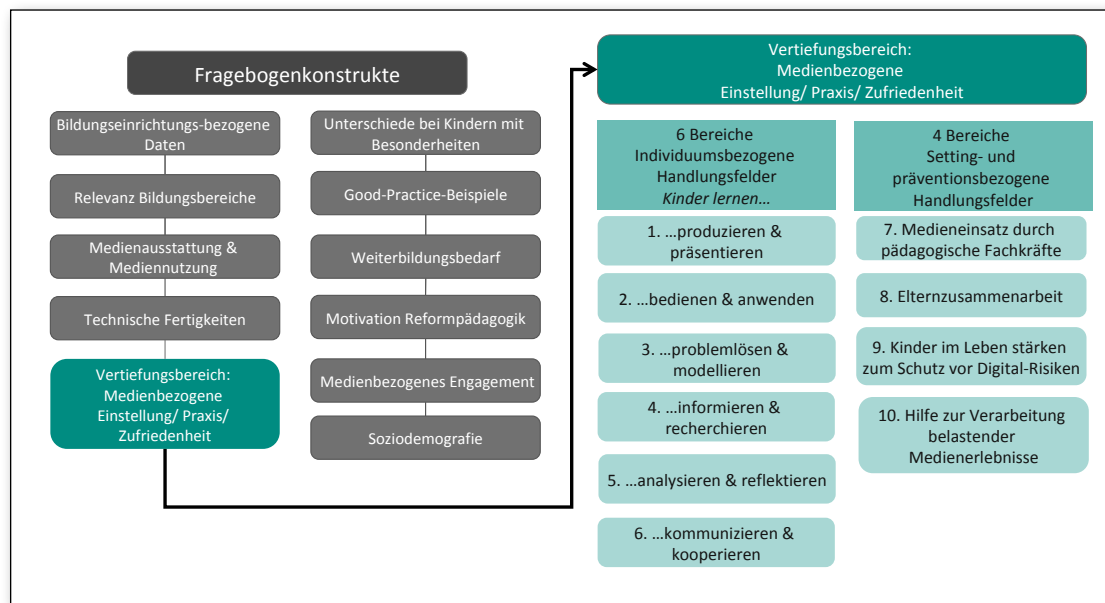 Fragebogenkonstrukte
Bildungseinrichtungs-bezogene
Daten
Relevanz Bildungsbereiche
Medienausstattung &
Mediennutzung
Technische Fertigkeiten
Vertiefungsbereich:
Medienbezogene
Einstellung/ Praxis/
Zufriedenheit
Unterschiede bei Kindern mit
Besonderheiten
Good-Practice-Beispiele
Weiterbildungsbedarf
Motivation Reformpädagogik
Medienbezogenes Engagement
Soziodemografie
Vertiefungsbereich:
Medienbezogene
Einstellung/ Praxis/ Zufriedenheit
6 Bereiche
Individuumsbezogene
Handlungsfelder
Kinder lernen…
1. …produzieren &
präsentieren
2. …bedienen & anwenden
3. …problemlösen &
modellieren
4. …informieren &
recherchieren
5. …analysieren & reflektieren
6. …kommunizieren &
kooperieren
4 Bereiche
Setting- und
präventionsbezogene
Handlungsfelder
7. Medieneinsatz durch
pädagogische Fachkräfte
8. Elternzusammenarbeit
9. Kinder im Leben stärken
zum Schutz vor Digital-Risiken
10. Hilfe zur Verarbeitung
belastender
Medienerlebnisse